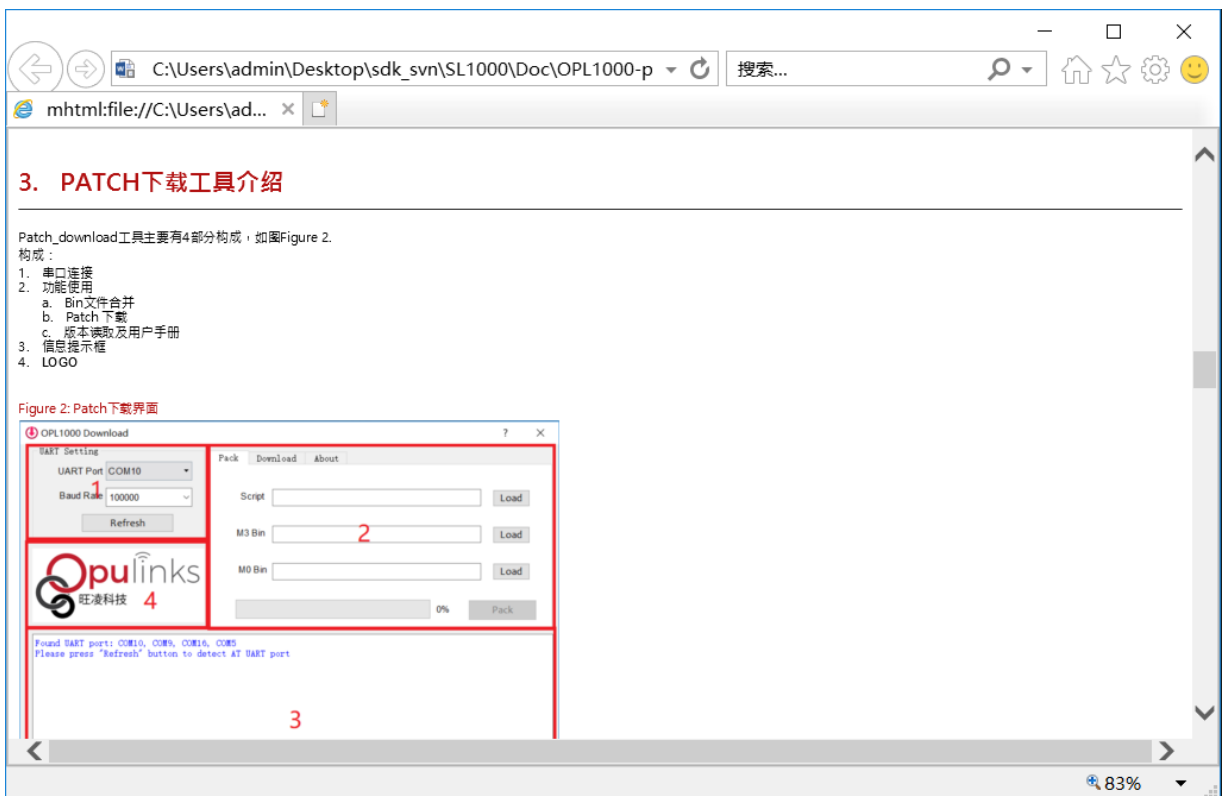 C:\Users\admin\Desktop\sdk_svn\SL1000\Doc\OPL1000-p
搜索...
mhtml:file://C:\Users\ad...
3. PATCH下载工具介绍
Patch_download工具主要有4部分构成，如图Figure 2.
构成：
1. 串口连接
2. 功能使用
a. Bin文件合并
b. Patch 下载
c. 版本读取及用户手册
3. 信息提示框
4. LOGO
Figure 2: Patch下载界面
OPL1000 Download
UART Setting
UART Port COM10
Baud Rate 100000
1
Refresh
Pack Download About
Script Load
M3 Bin 2 Load
M0 Bin Load
0% Pack
Opulinks
旺凌科技 4
Found UART port: COM10, COM9, COM16, COM5
Please press "Refresh" button to detect AT UART port
3
83%